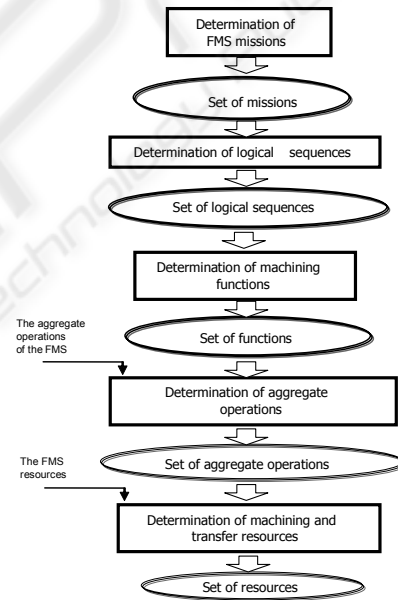 Determination of
FMS missions
Set of missions
Determination of logical sequences
Set of logical sequences
Determination of machining
functions
The aggregate
operations
of the FMS
Set of functions
Determination of aggregate
operations
The FMS
resources
Set of aggregate operations
Determination of machining and
transfer resources
Set of resources